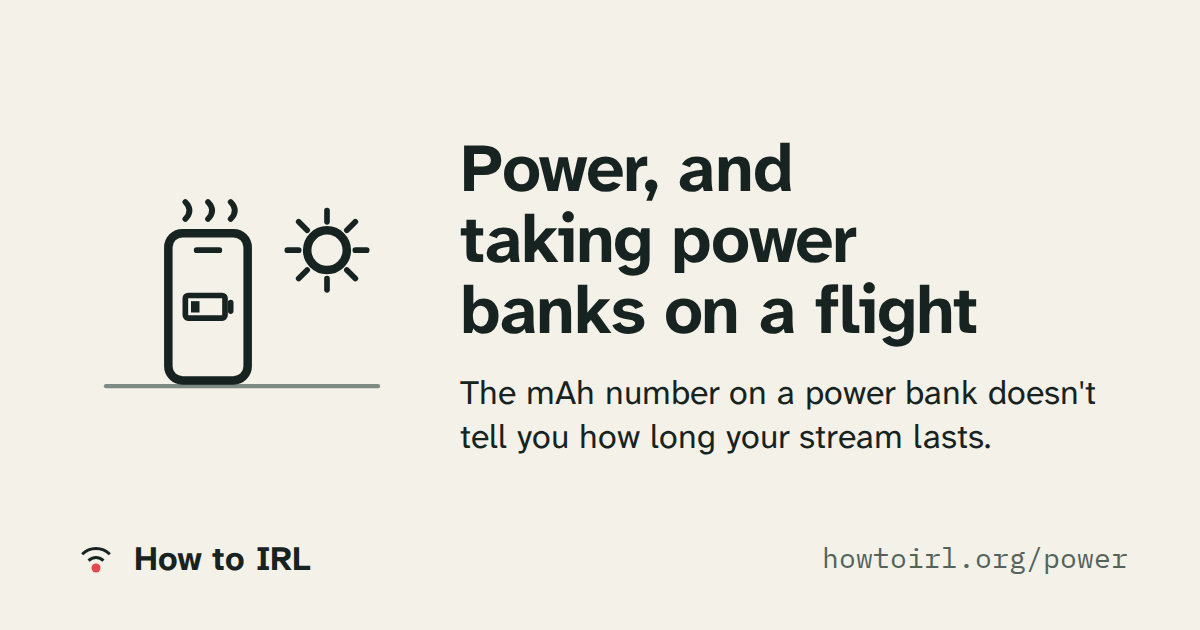 Power, and
taking power
banks on a flight
The mAh number on a power bank doesn't
tell you how long your stream lasts.
How to IRL
howtoirl.org/power